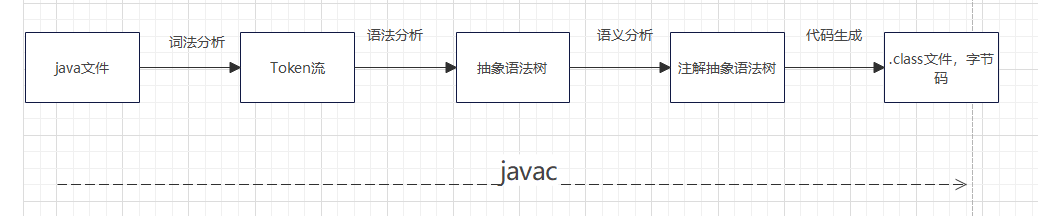 词法分析
语法分析
语义分析
代码生成
java文件
Token流
抽象语法树
注解抽象语法树
.class文件，字节
码
javac